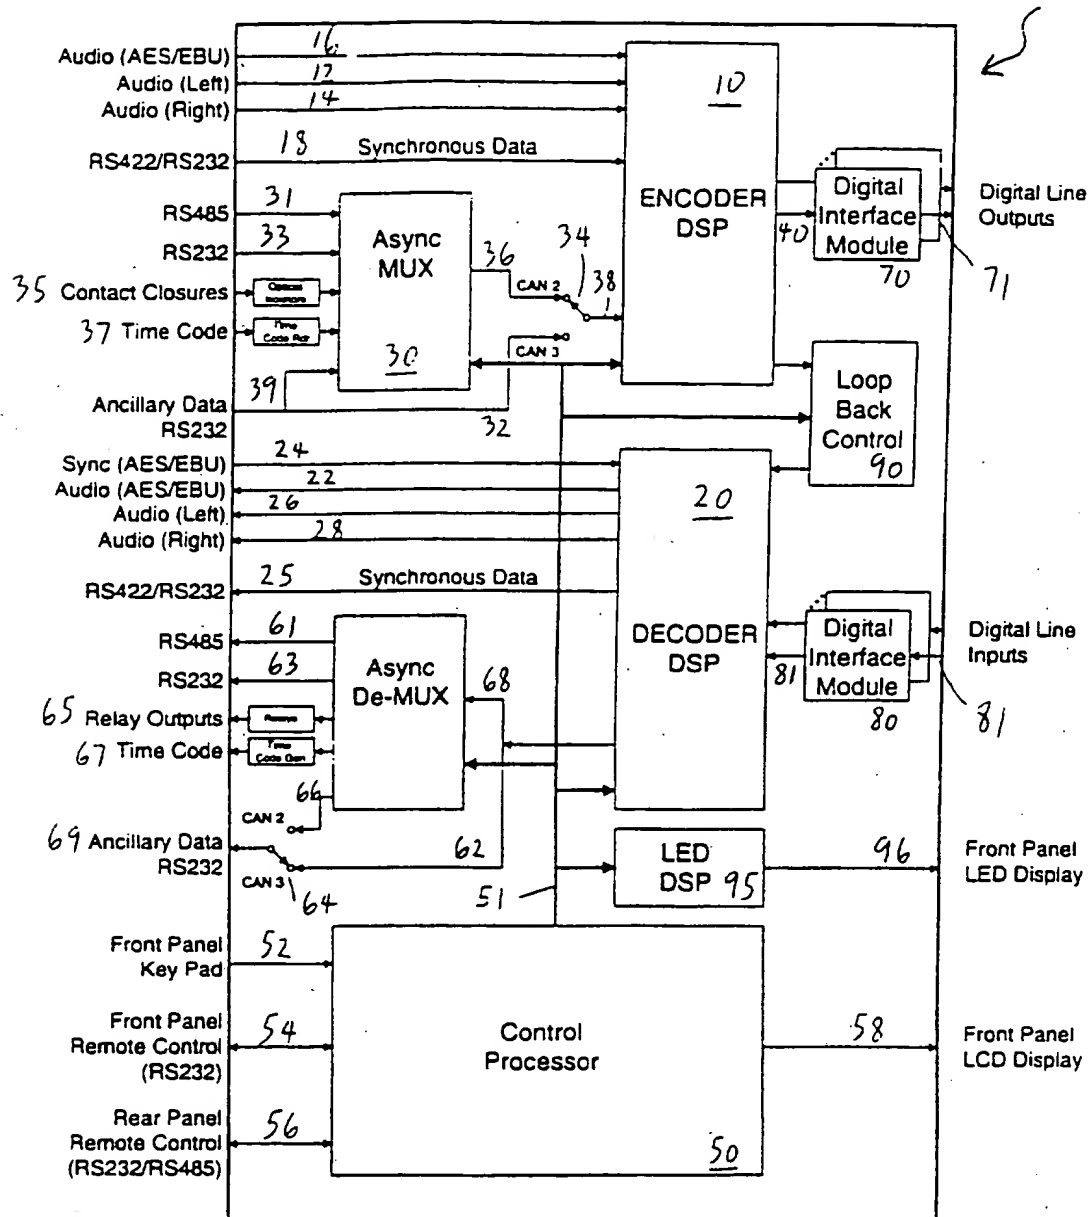 Audio (AES/EBU) 16
Audio (Left) 12
Audio (Right) 14
RS422/RS232 18 Synchronous Data
10
ENCODER
DSP
40
Digital
Interface
Module
70
71
Digital Line
Outputs
RS485 31
RS232 33
35 Contact Closures
37 Time Code
Time
Code Rdr
39
Ancillary Data
RS232
32
Async
MUX
30
36
34
38
CAN 2
CAN 3
Loop
Back
Control
90
Sync (AES/EBU) 24
Audio (AES/EBU) 22
Audio (Left) 26
Audio (Right) 28
RS422/RS232 25 Synchronous Data
20
DECODER
DSP
81
Digital
Interface
Module
80
81
Digital Line
Inputs
RS485 61
RS232 63
65 Relay Outputs
67 Time Code
Time
Code Gen
Async
De-MUX
68
66
CAN 2
69 Ancillary Data
RS232
CAN 3
64
62
51
LED
DSP 95
96
Front Panel
LED Display
Front Panel
Key Pad
52
Front Panel
Remote Control
(RS232)
54
Rear Panel
Remote Control
(RS232/RS485)
56
Control
Processor
50
58
Front Panel
LCD Display